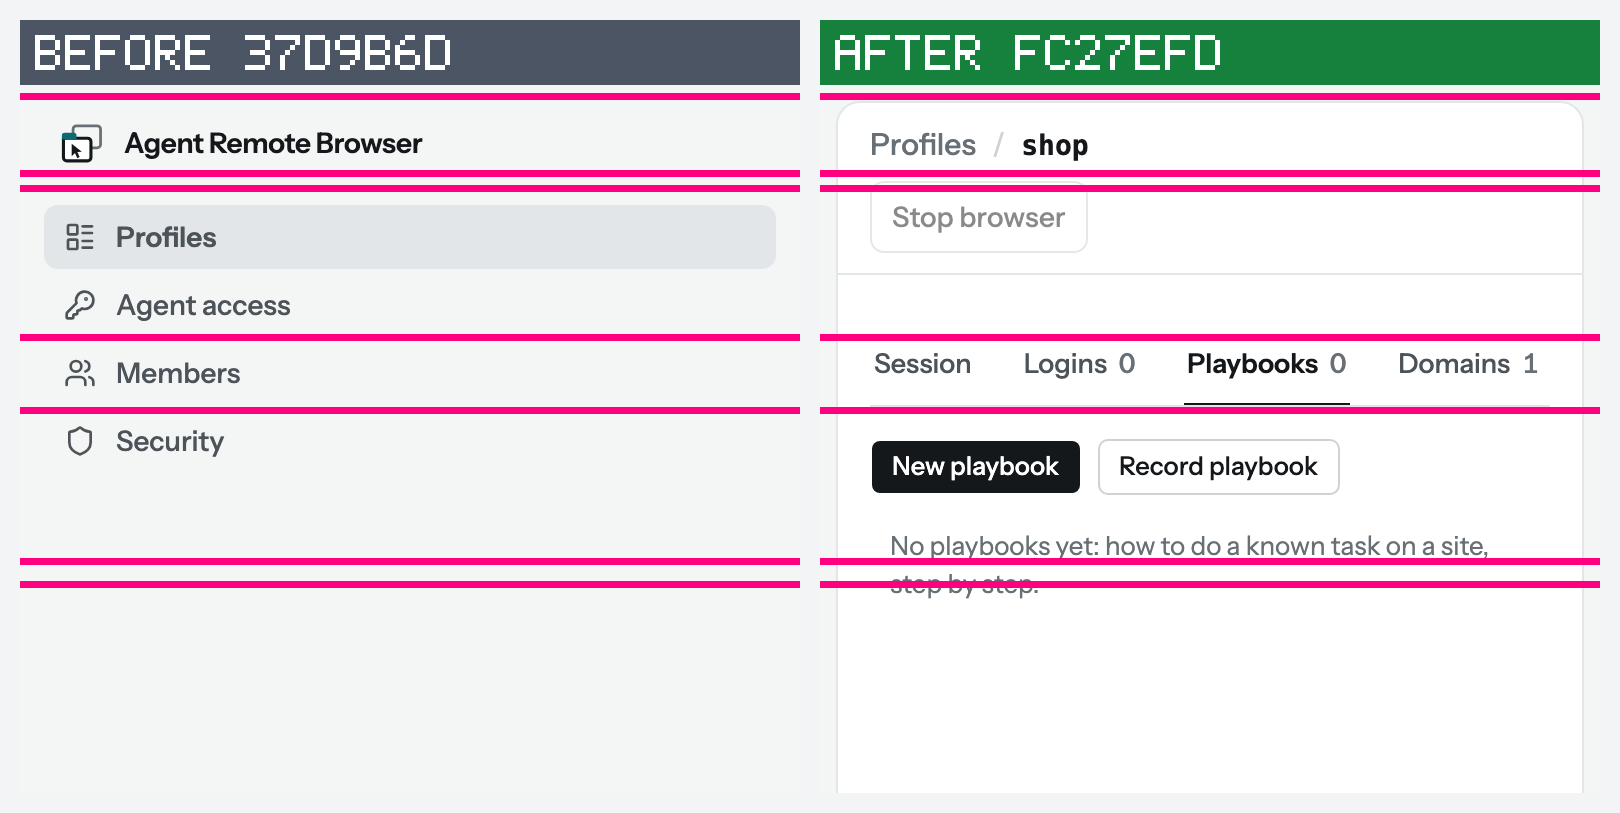 BEFORE 37D9B6D
Agent Remote Browser
Profiles
Agent access
Members
Security
AFTER FC27EFD
Profiles / shop
Stop browser
Session Logins 0 Playbooks 0 Domains 1
New playbook Record playbook
No playbooks yet: how to do a known task on a site,
step by step.